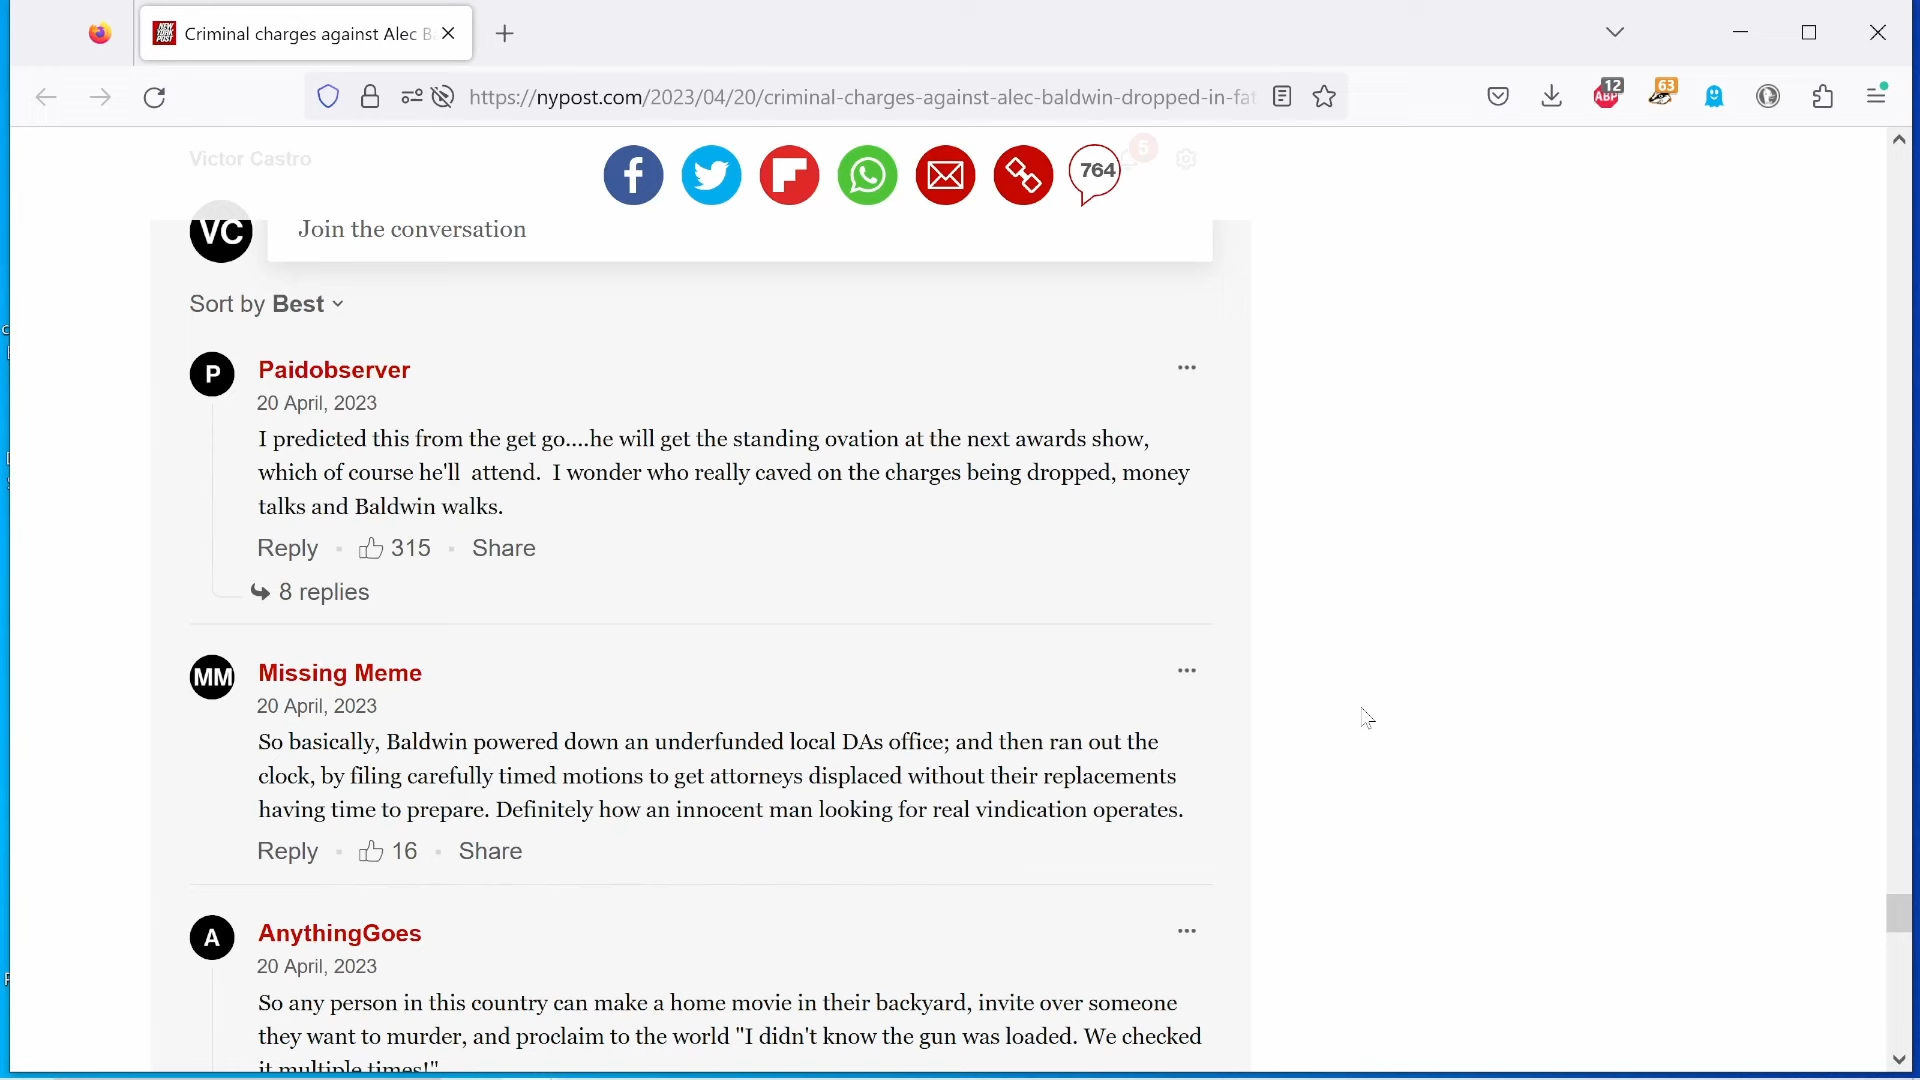 NEW YORK POST
Criminal charges against Alec B
https://nypost.com/2023/04/20/criminal-charges-against-alec-baldwin-dropped-in-fat
12
ABP
63
Victor Castro
764
5
VC
Join the conversation
Sort by Best
P
Paidobserver
20 April, 2023
I predicted this from the get go....he will get the standing ovation at the next awards show,
which of course he'll attend. I wonder who really caved on the charges being dropped, money
talks and Baldwin walks.
Reply 315 Share
8 replies
MM
Missing Meme
20 April, 2023
So basically, Baldwin powered down an underfunded local DAs office; and then ran out the
clock, by filing carefully timed motions to get attorneys displaced without their replacements
having time to prepare. Definitely how an innocent man looking for real vindication operates.
Reply 16 Share
A
AnythingGoes
20 April, 2023
So any person in this country can make a home movie in their backyard, invite over someone
they want to murder, and proclaim to the world "I didn't know the gun was loaded. We checked
it multiple times!"